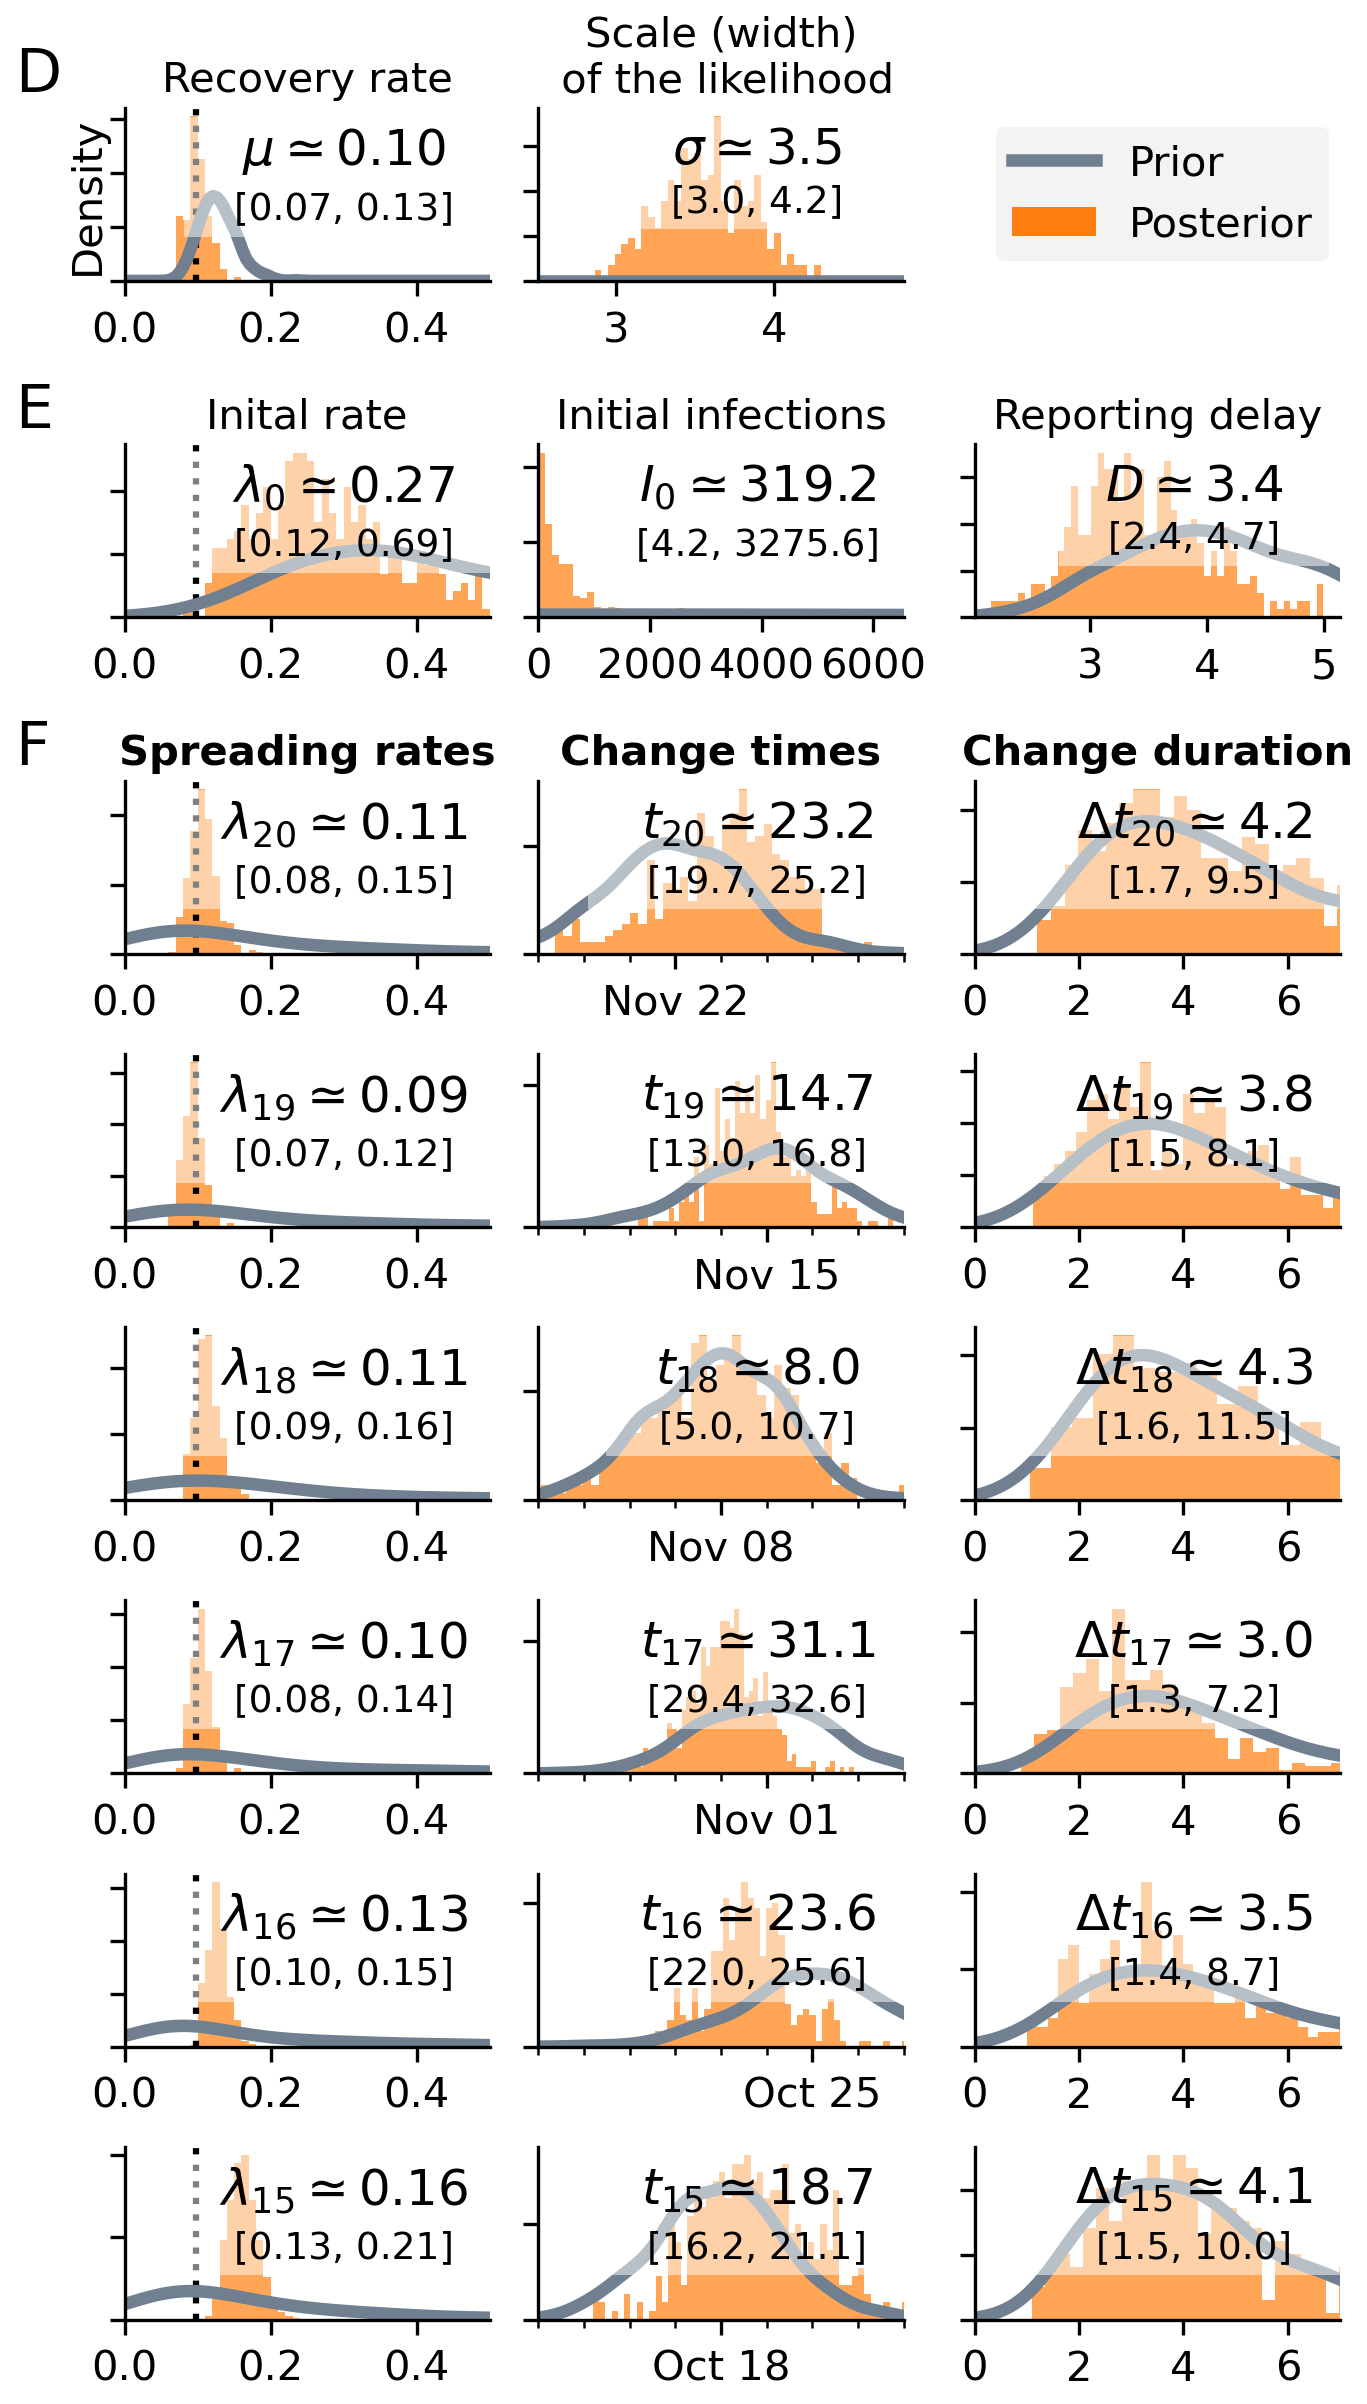 D
Recovery rate
Scale (width)
of the likelihood
Density
μ ≃ 0.10
[0.07, 0.13]
0.0 0.2 0.4
σ ≃ 3.5
[3.0, 4.2]
3 4
Prior
Posterior
E
Inital rate
λ0 ≃ 0.27
[0.12, 0.69]
0.0 0.2 0.4
Initial infections
I0 ≃ 319.2
[4.2, 3275.6]
0 2000 4000 6000
Reporting delay
D ≃ 3.4
[2.4, 4.7]
3 4 5
F
Spreading rates
Change times
Change duration
λ20 ≃ 0.11
[0.08, 0.15]
0.0 0.2 0.4
t20 ≃ 23.2
[19.7, 25.2]
Nov 22
Δt20 ≃ 4.2
[1.7, 9.5]
0 2 4 6
λ19 ≃ 0.09
[0.07, 0.12]
0.0 0.2 0.4
t19 ≃ 14.7
[13.0, 16.8]
Nov 15
Δt19 ≃ 3.8
[1.5, 8.1]
0 2 4 6
λ18 ≃ 0.11
[0.09, 0.16]
0.0 0.2 0.4
t18 ≃ 8.0
[5.0, 10.7]
Nov 08
Δt18 ≃ 4.3
[1.6, 11.5]
0 2 4 6
λ17 ≃ 0.10
[0.08, 0.14]
0.0 0.2 0.4
t17 ≃ 31.1
[29.4, 32.6]
Nov 01
Δt17 ≃ 3.0
[1.3, 7.2]
0 2 4 6
λ16 ≃ 0.13
[0.10, 0.15]
0.0 0.2 0.4
t16 ≃ 23.6
[22.0, 25.6]
Oct 25
Δt16 ≃ 3.5
[1.4, 8.7]
0 2 4 6
λ15 ≃ 0.16
[0.13, 0.21]
0.0 0.2 0.4
t15 ≃ 18.7
[16.2, 21.1]
Oct 18
Δt15 ≃ 4.1
[1.5, 10.0]
0 2 4 6